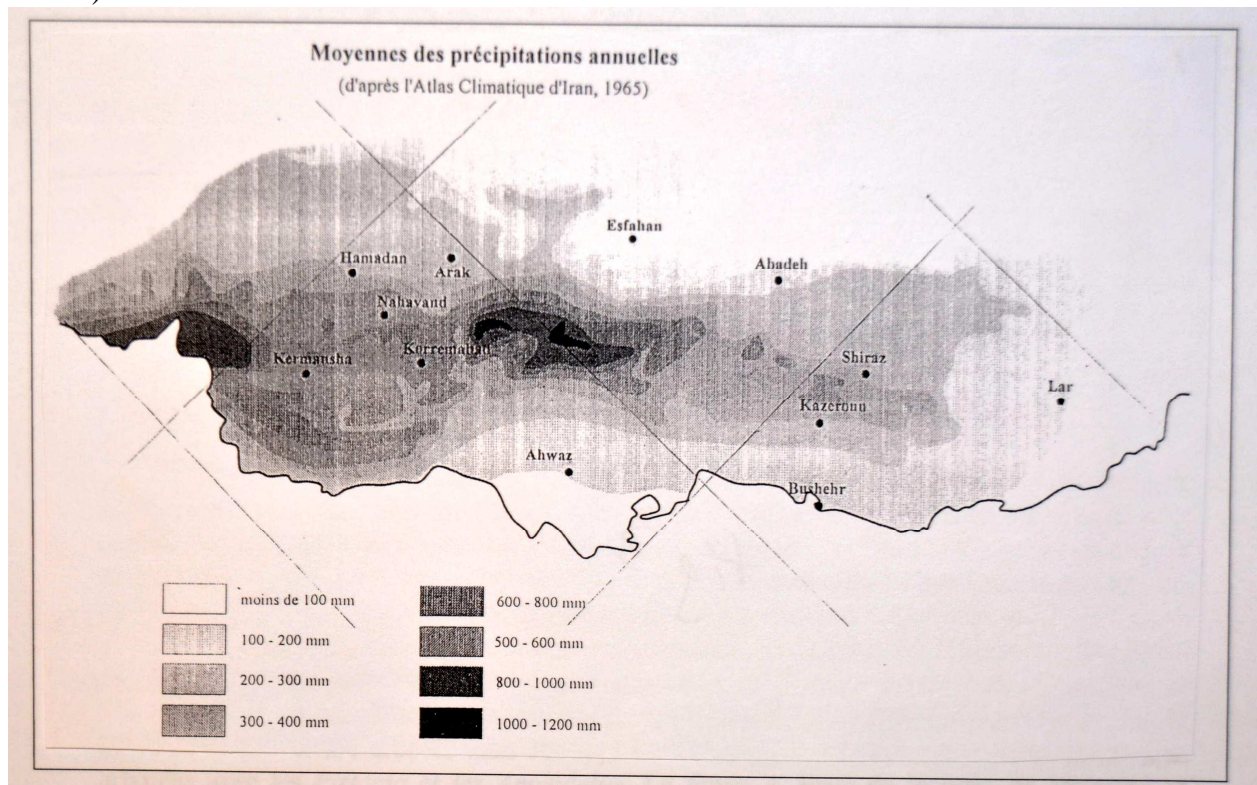 Moyennes des précipitations annuelles
(d'après l'Atlas Climatique d'Iran, 1965)
Esfahan
Hamadan
Arak
Abadeh
Nahavand
Kermansha
Korremabad
Shiraz
Lar
Kazeroun
Ahwaz
Bushehr
moins de 100 mm
100 - 200 mm
200 - 300 mm
300 - 400 mm
600 - 800 mm
500 - 600 mm
800 - 1000 mm
1000 - 1200 mm